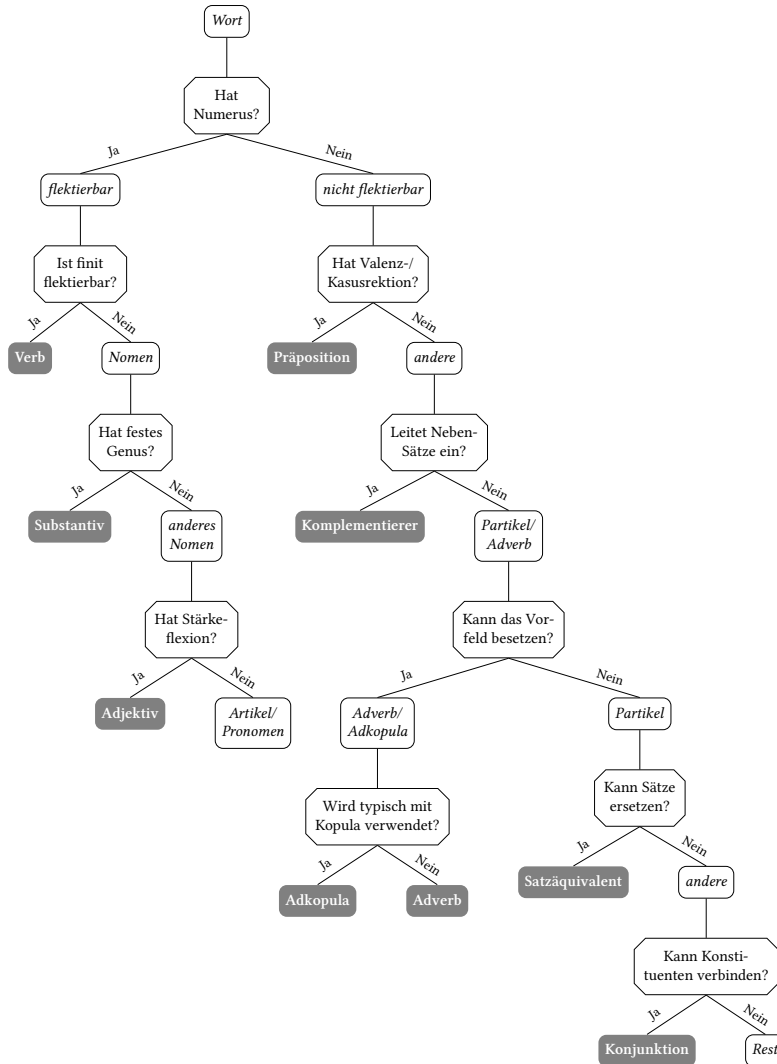 Wort
Hat
Numerus?
Ja
Nein
flektierbar
nicht flektierbar
Ist finit
flektierbar?
Hat Valenz-/
Kasusrektion?
Ja
Nein
Ja
Nein
Verb
Nomen
Präposition
andere
Hat festes
Genus?
Leitet Neben-
Sätze ein?
Ja
Nein
Ja
Nein
Substantiv
anderes
Nomen
Komplementierer
Partikel/
Adverb
Hat Stärke-
flexion?
Kann das Vor-
feld besetzen?
Ja
Nein
Ja
Nein
Adjektiv
Artikel/
Pronomen
Adverb/
Adkopula
Partikel
Wird typisch mit
Kopula verwendet?
Kann Sätze
ersetzen?
Ja
Nein
Ja
Nein
Adkopula
Adverb
Satzäquivalent
andere
Kann Konsti-
tuenten verbinden?
Ja
Nein
Konjunktion
Rest